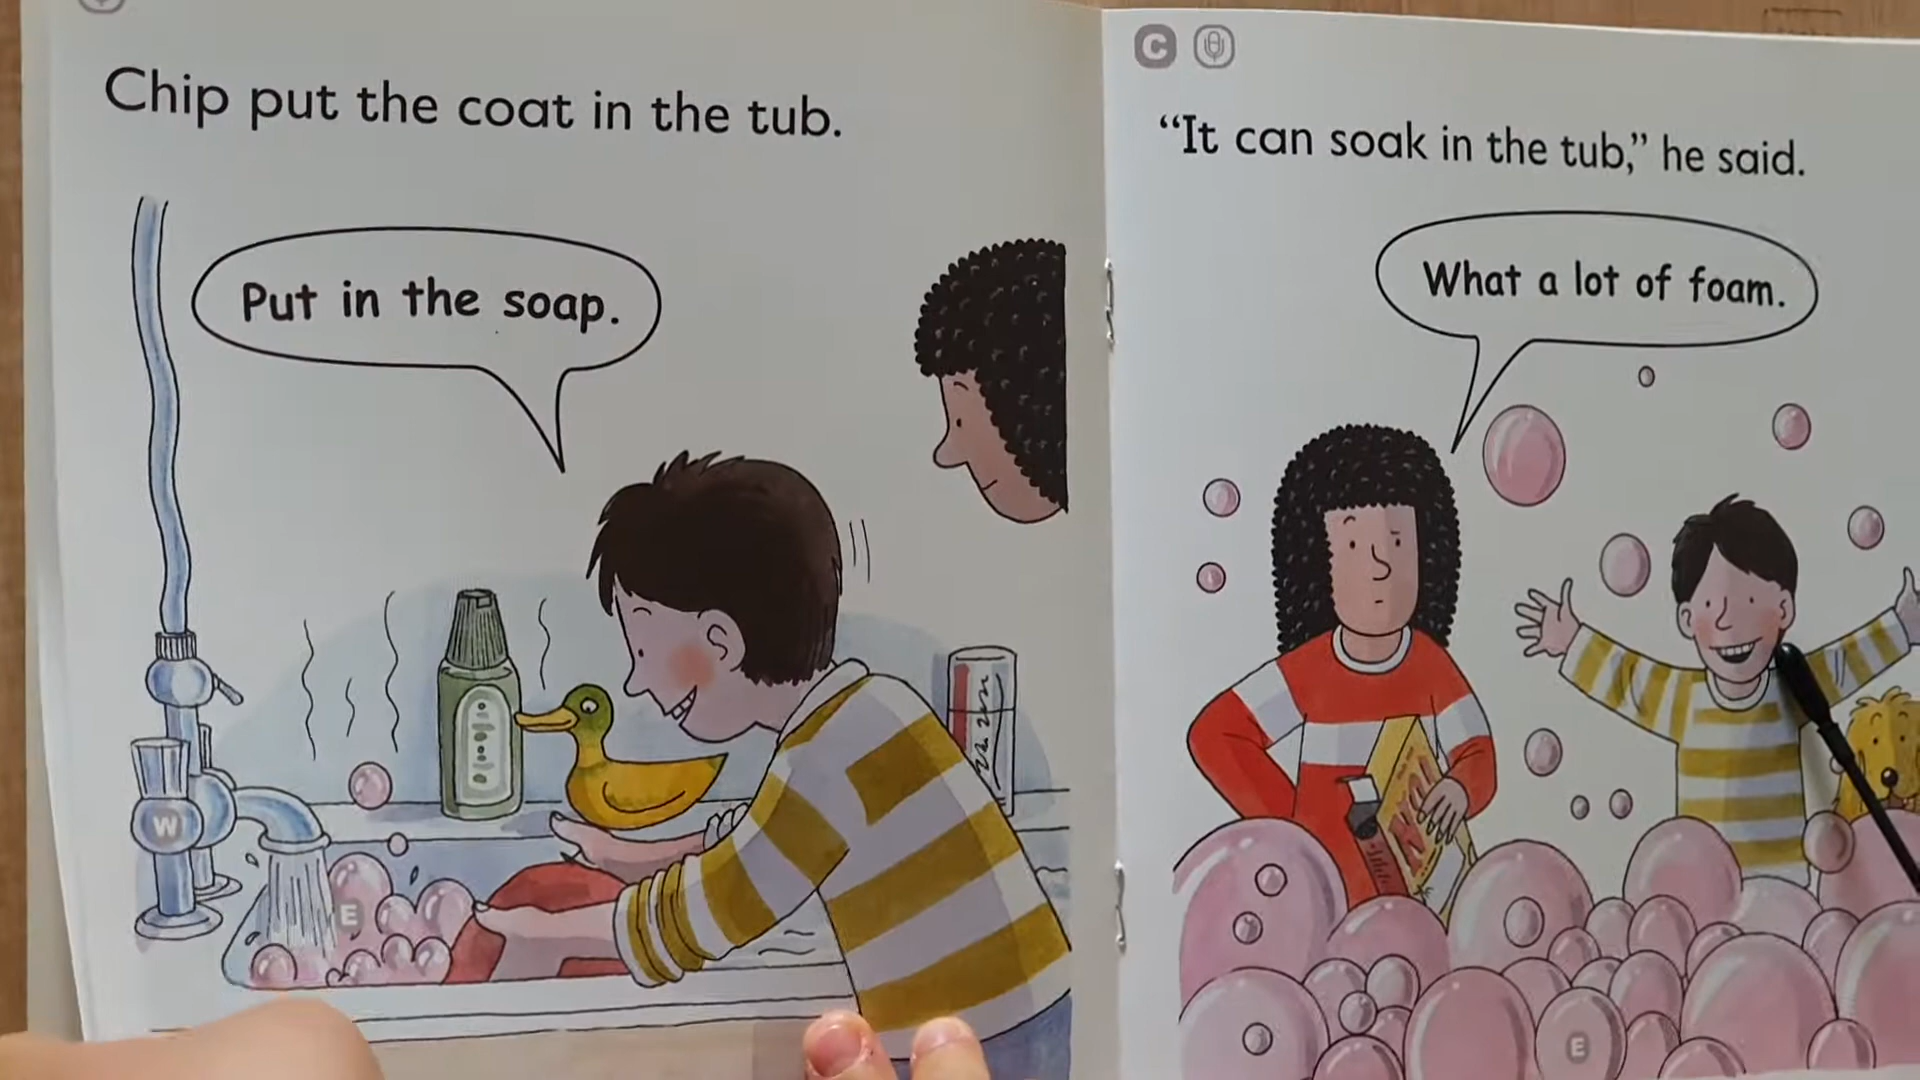 Chip put the coat in the tub.
Put in the soap.
W
E
C
"It can soak in the tub," he said.
What a lot of foam.
E